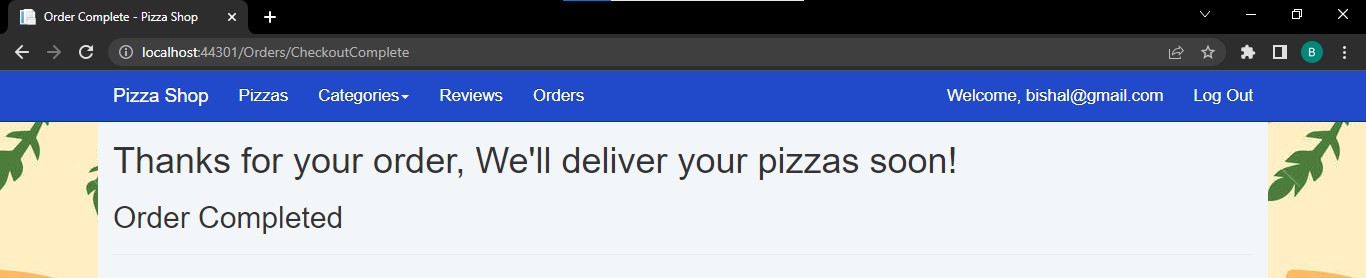 Order Complete - Pizza Shop
localhost:44301/Orders/CheckoutComplete
B
Pizza Shop Pizzas Categories Reviews Orders Welcome, bishal@gmail.com Log Out
Thanks for your order, We'll deliver your pizzas soon!
Order Completed